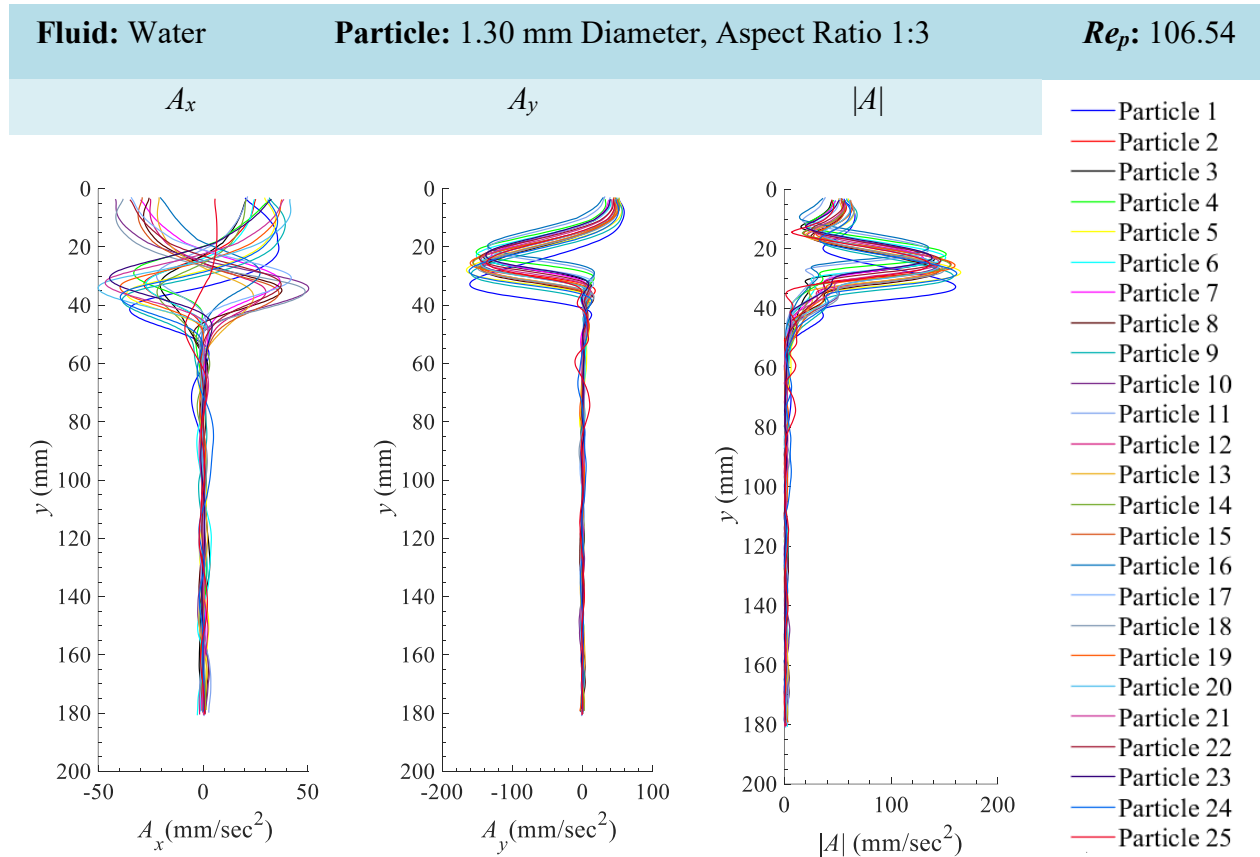 Fluid: Water Particle: 1.30 mm Diameter, Aspect Ratio 1:3 Rep: 106.54
Ax Ay |A|
Particle 1
Particle 2
Particle 3
Particle 4
Particle 5
Particle 6
Particle 7
Particle 8
Particle 9
Particle 10
Particle 11
Particle 12
Particle 13
Particle 14
Particle 15
Particle 16
Particle 17
Particle 18
Particle 19
Particle 20
Particle 21
Particle 22
Particle 23
Particle 24
Particle 25
y (mm)
0
20
40
60
80
100
120
140
160
180
200
-50 0 50
Ax(mm/sec2)
y (mm)
0
20
40
60
80
100
120
140
160
180
200
-200 -100 0 100
Ay(mm/sec2)
y (mm)
0
20
40
60
80
100
120
140
160
180
200
0 100 200
|A| (mm/sec2)